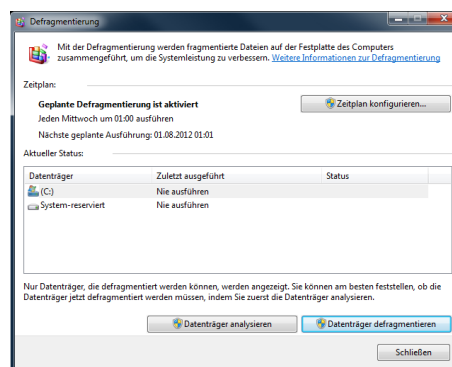 Defragmentierung
Mit der Defragmentierung werden fragmentierte Dateien auf der Festplatte des Computers
zusammengeführt, um die Systemleistung zu verbessern. Weitere Informationen zur Defragmentierung
Zeitplan:
Geplante Defragmentierung ist aktiviert
Zeitplan konfigurieren...
Jeden Mittwoch um 01:00 ausführen
Nächste geplante Ausführung: 01.08.2012 01:01
Aktueller Status:
Datenträger Zuletzt ausgeführt Status
(C:) Nie ausführen
System-reserviert Nie ausführen
Nur Datenträger, die defragmentiert werden können, werden angezeigt. Sie können am besten feststellen, ob die
Datenträger jetzt defragmentiert werden müssen, indem Sie zuerst die Datenträger analysieren.
Datenträger analysieren Datenträger defragmentieren
Schließen